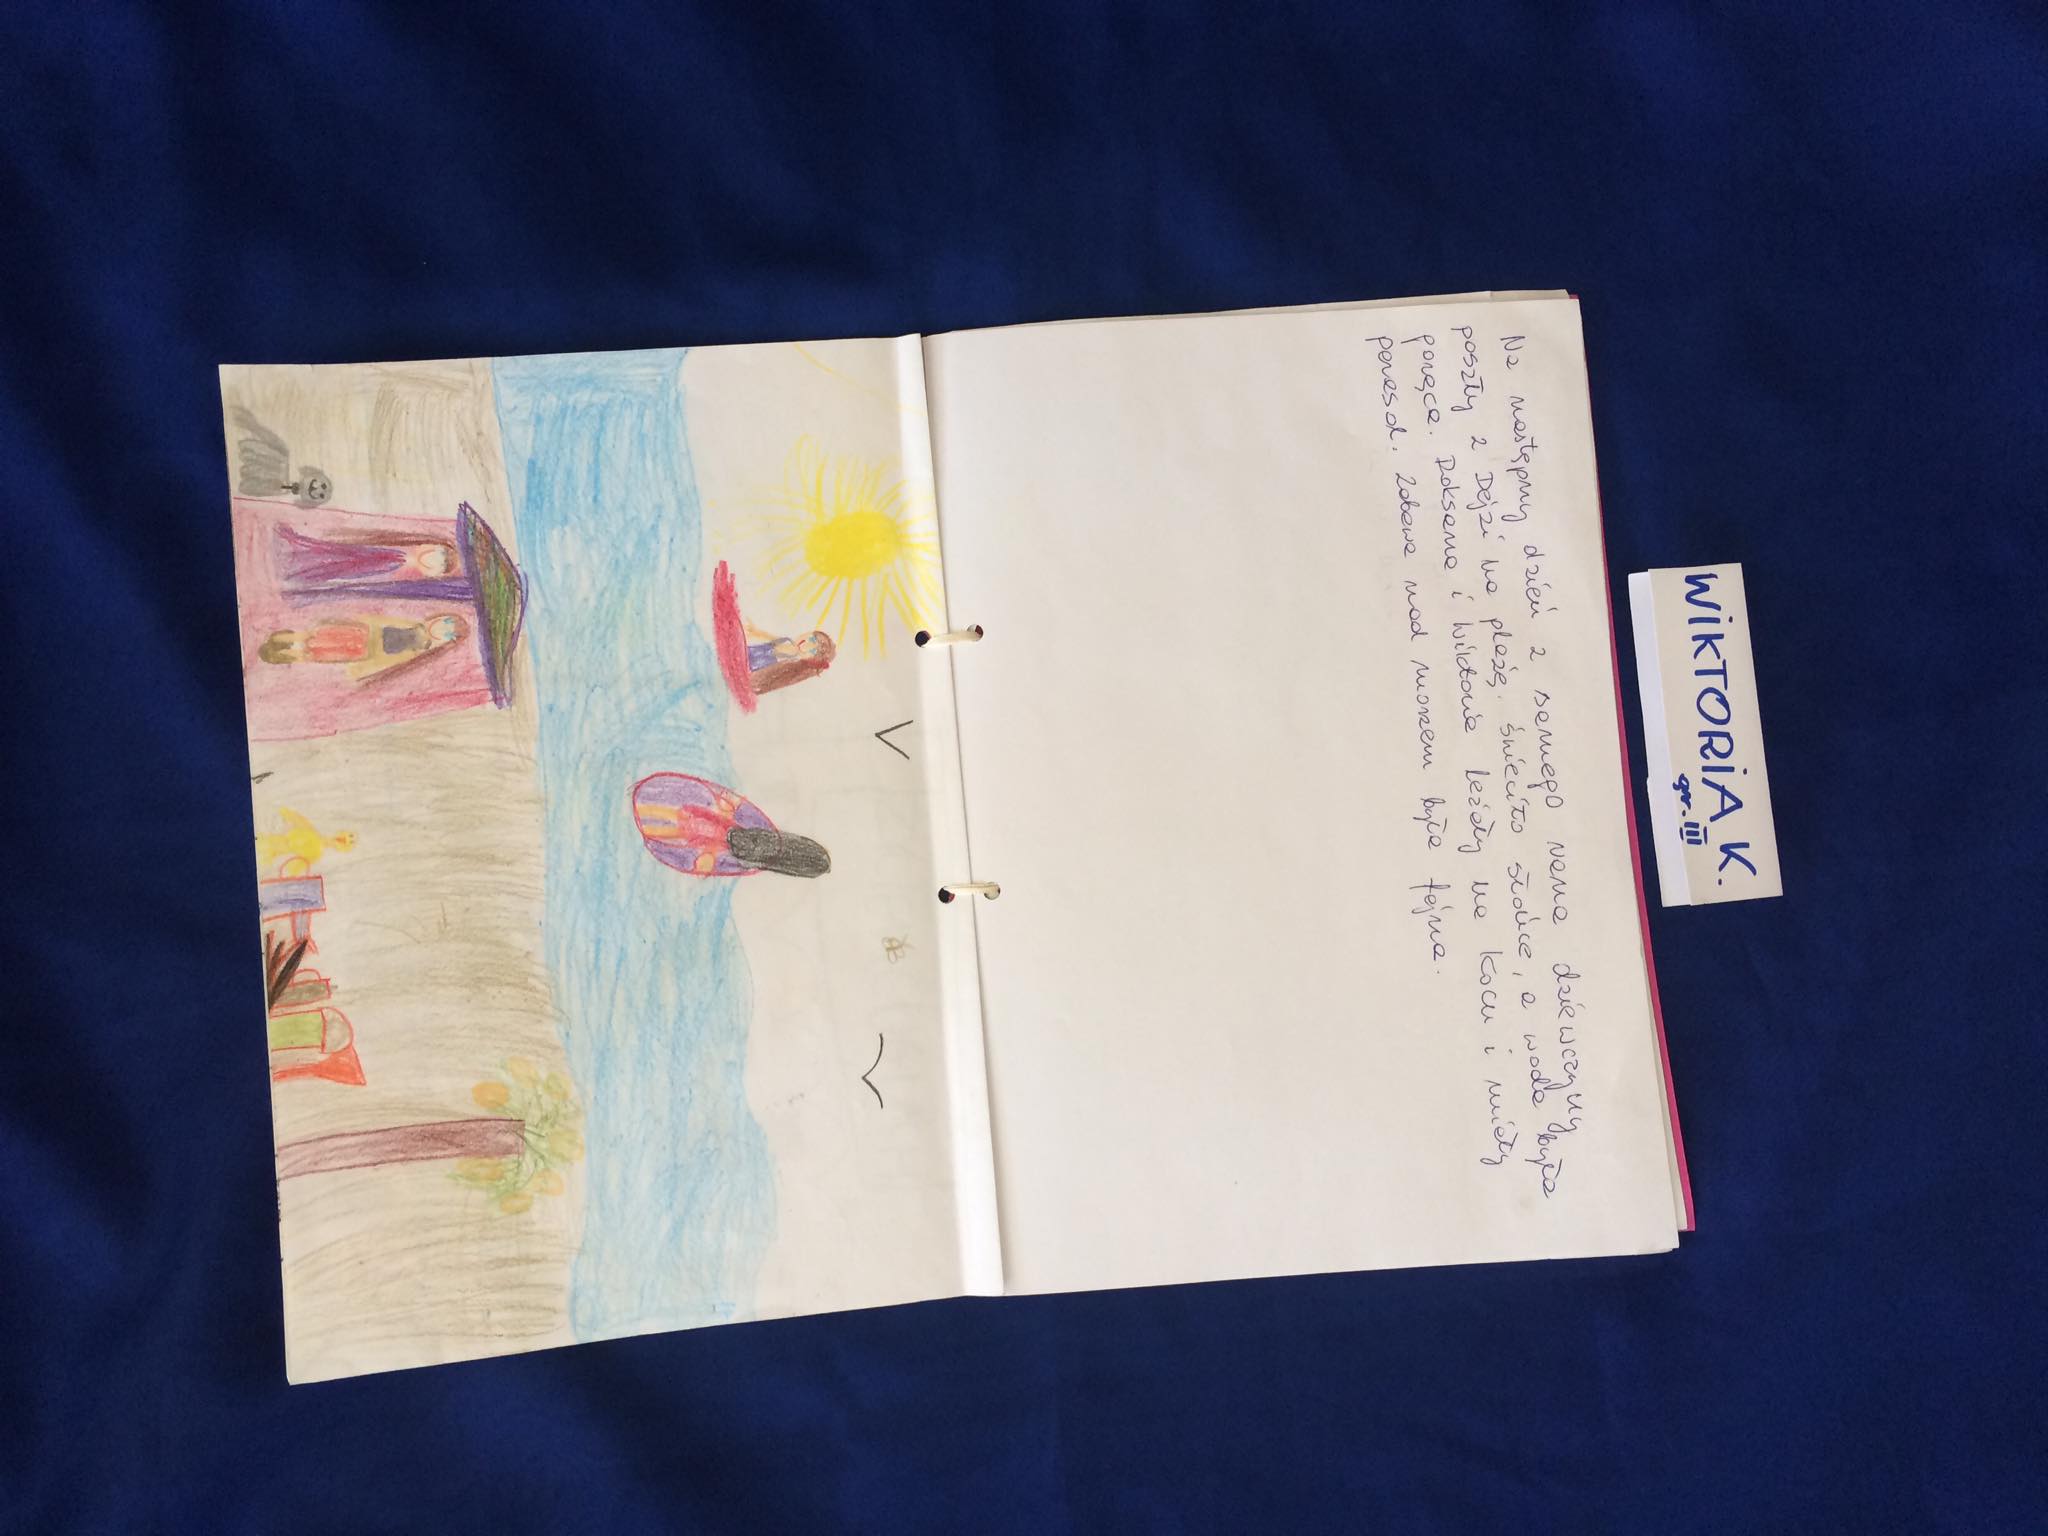 WiKTORiA K.
gr. III
Na następny dzień z samego rana dziewczyny
poszły z Dejzi na plażę. świeciło słońce, a woda była
gorąca. Roksana i Wiktoria leżały na kocu i miały
parasol. Zabawa nad morzem była fajna.